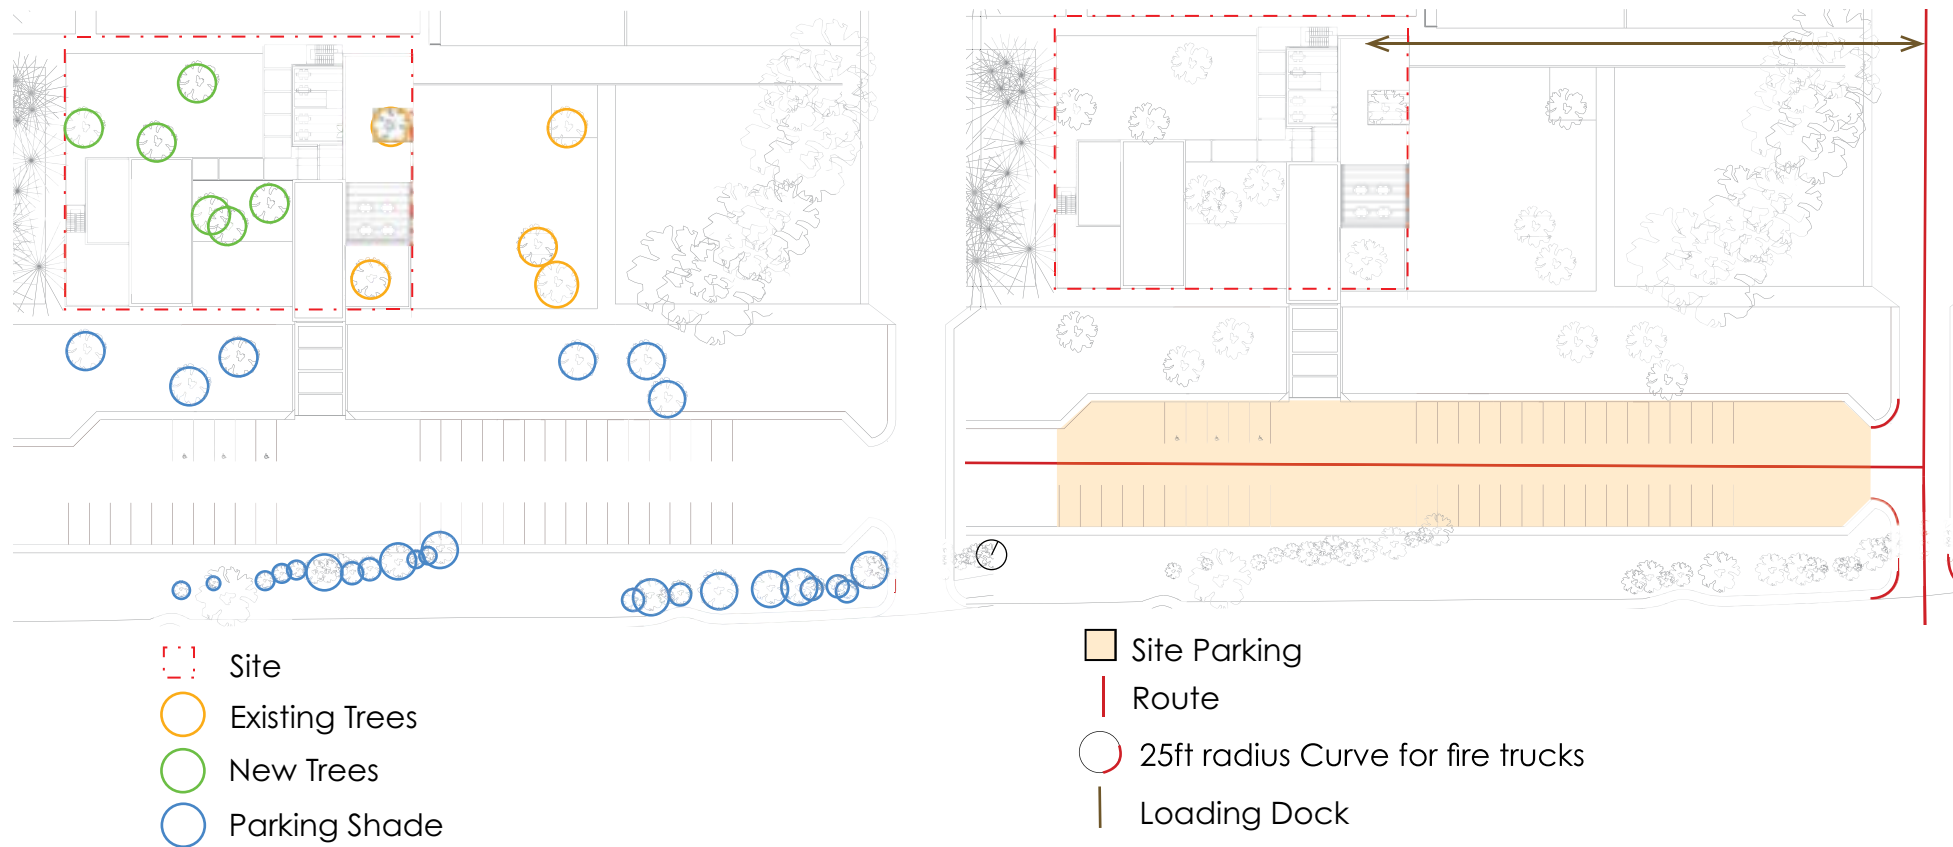 Site
Existing Trees
New Trees
Parking Shade
Site Parking
Route
25ft radius Curve for fire trucks
Loading Dock